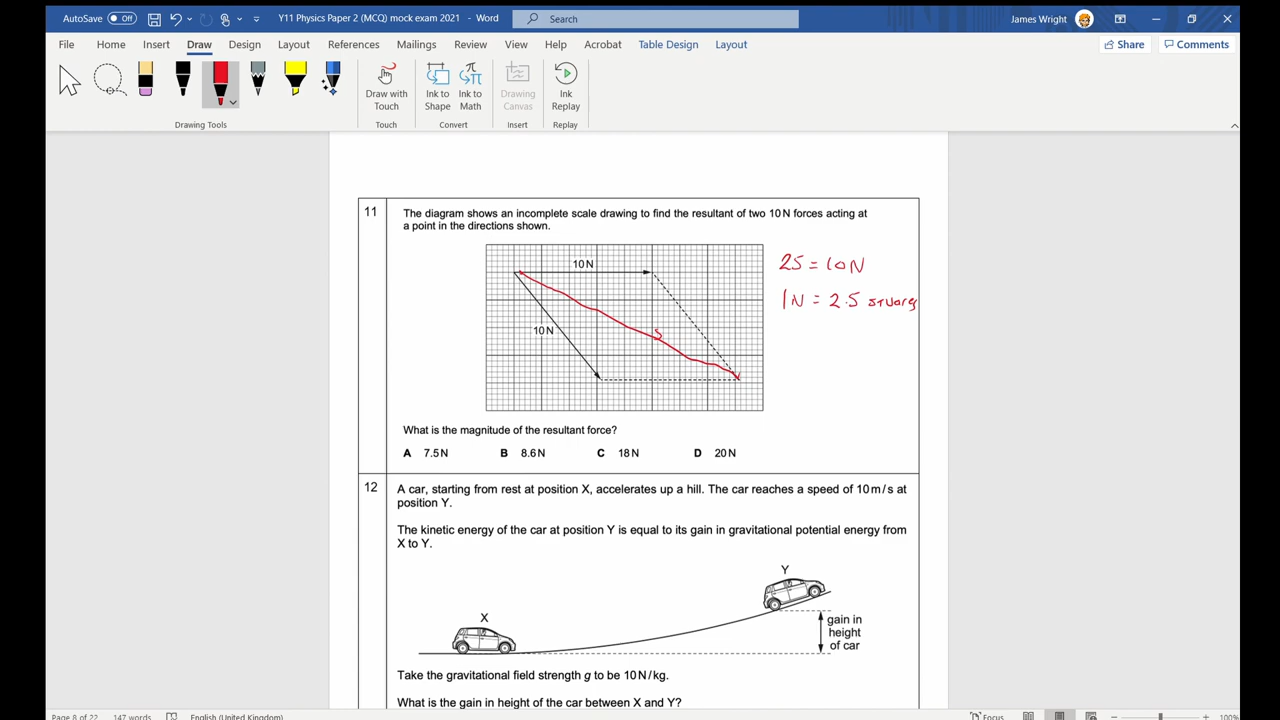 AutoSave Off Y11 Physics Paper 2 (MCQ) mock exam 2021 - Word Search James Wright
File Home Insert Draw Design Layout References Mailings Review View Help Acrobat Table Design Layout Share Comments
Draw with Touch Ink to Shape Ink to Math Drawing Canvas Ink Replay
Drawing Tools Touch Convert Insert Replay
11 The diagram shows an incomplete scale drawing to find the resultant of two 10 N forces acting at
a point in the directions shown.
10 N
25 = 10N
1N = 2.5 squares
10 N
What is the magnitude of the resultant force?
A 7.5 N B 8.6 N C 18 N D 20 N
12 A car, starting from rest at position X, accelerates up a hill. The car reaches a speed of 10 m / s at
position Y.
The kinetic energy of the car at position Y is equal to its gain in gravitational potential energy from
X to Y.
Y
X
gain in
height
of car
Take the gravitational field strength g to be 10 N / kg.
What is the gain in height of the car between X and Y?
Page 8 of 22 147 words English (United Kingdom) Focus 100%